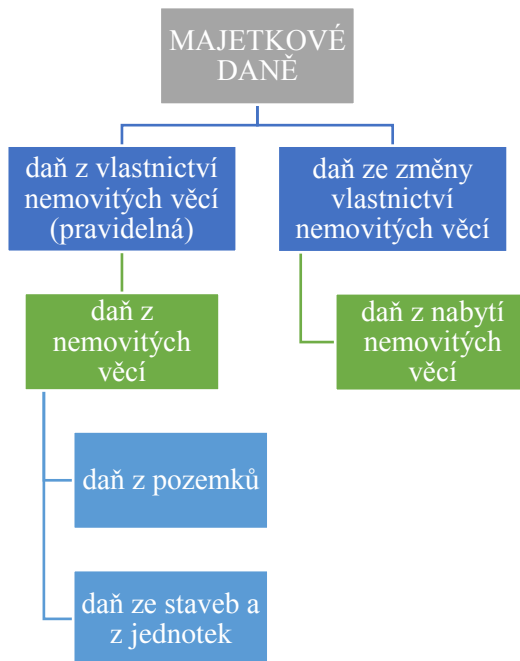 MAJETKOVÉ
DANĚ
daň z vlastnictví
nemovitých věcí
(pravidelná)
daň ze změny
vlastnictví
nemovitých věcí
daň z
nemovitých
věcí
daň z nabytí
nemovitých
věcí
daň z pozemků
daň ze staveb a
z jednotek